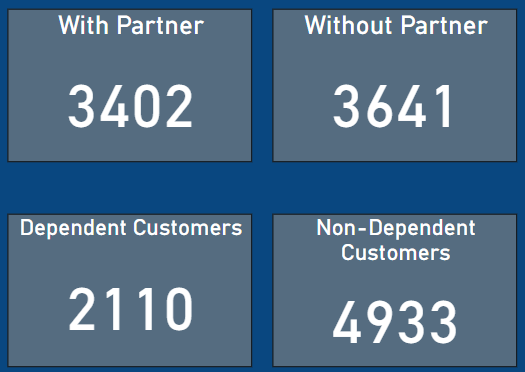 With Partner
3402
Without Partner
3641
Dependent Customers
2110
Non-Dependent
Customers
4933